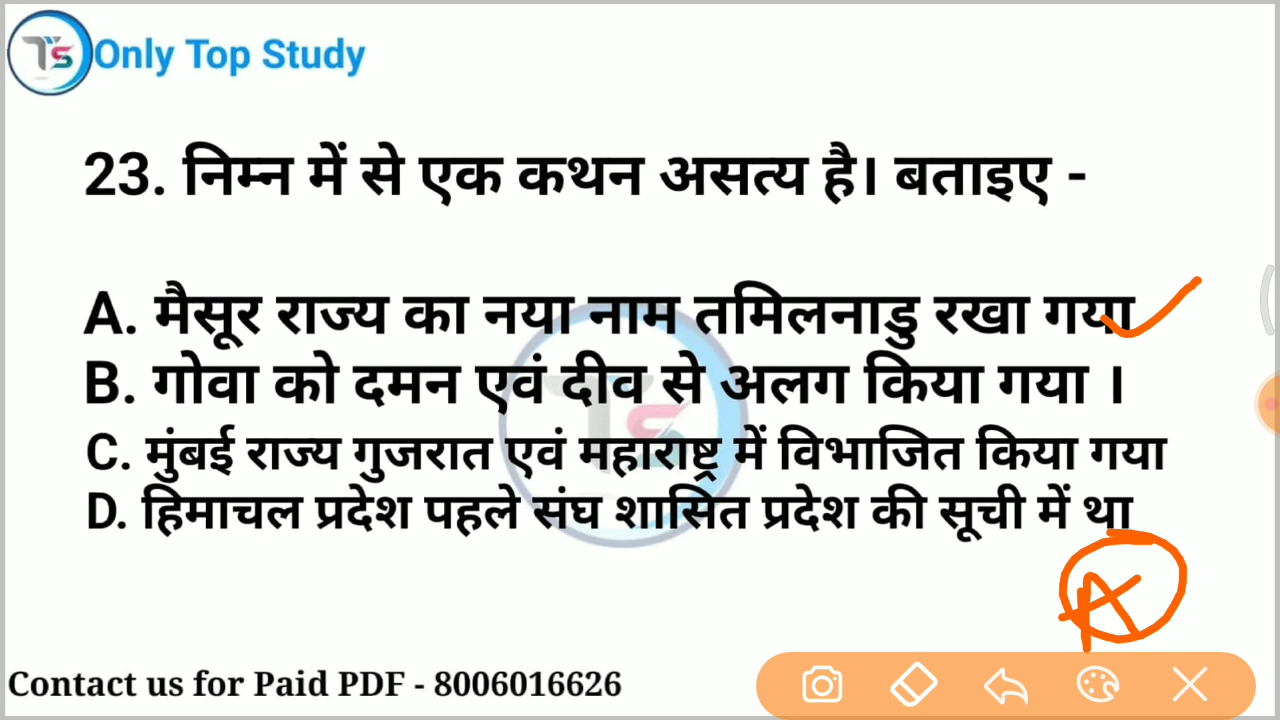 TS Only Top Study
23. निम्न में से एक कथन असत्य है। बताइए -
A. मैसूर राज्य का नया नाम तमिलनाडु रखा गया
B. गोवा को दमन एवं दीव से अलग किया गया ।
C. मुंबई राज्य गुजरात एवं महाराष्ट्र में विभाजित किया गया
D. हिमाचल प्रदेश पहले संघ शासित प्रदेश की सूची में था
A
Contact us for Paid PDF - 8006016626